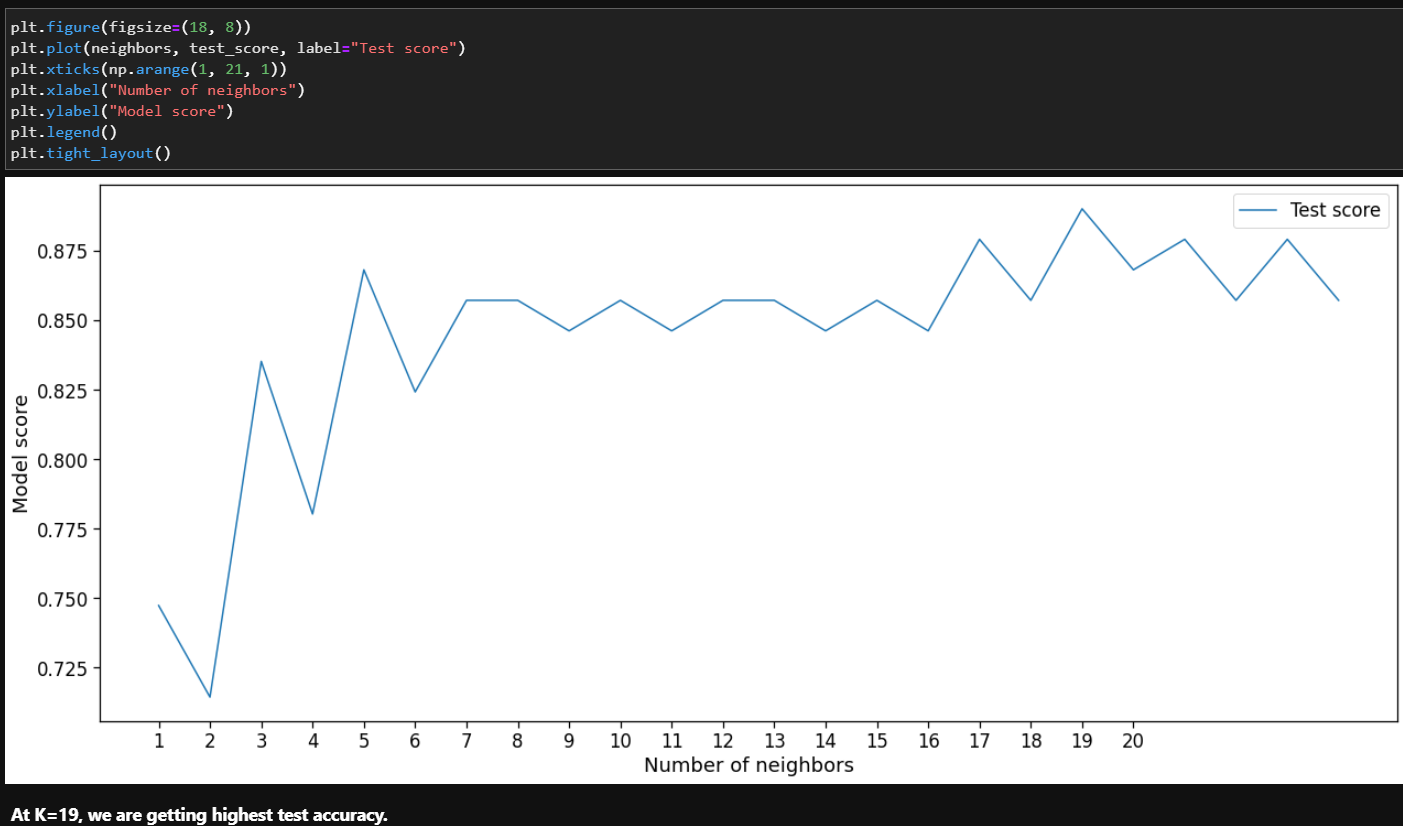 plt.figure(figsize=(18, 8))
plt.plot(neighbors, test_score, label="Test score")
plt.xticks(np.arange(1, 21, 1))
plt.xlabel("Number of neighbors")
plt.ylabel("Model score")
plt.legend()
plt.tight_layout()
Test score
0.875
0.850
0.825
0.800
0.775
0.750
0.725
Model score
1 2 3 4 5 6 7 8 9 10 11 12 13 14 15 16 17 18 19 20
Number of neighbors
At K=19, we are getting highest test accuracy.